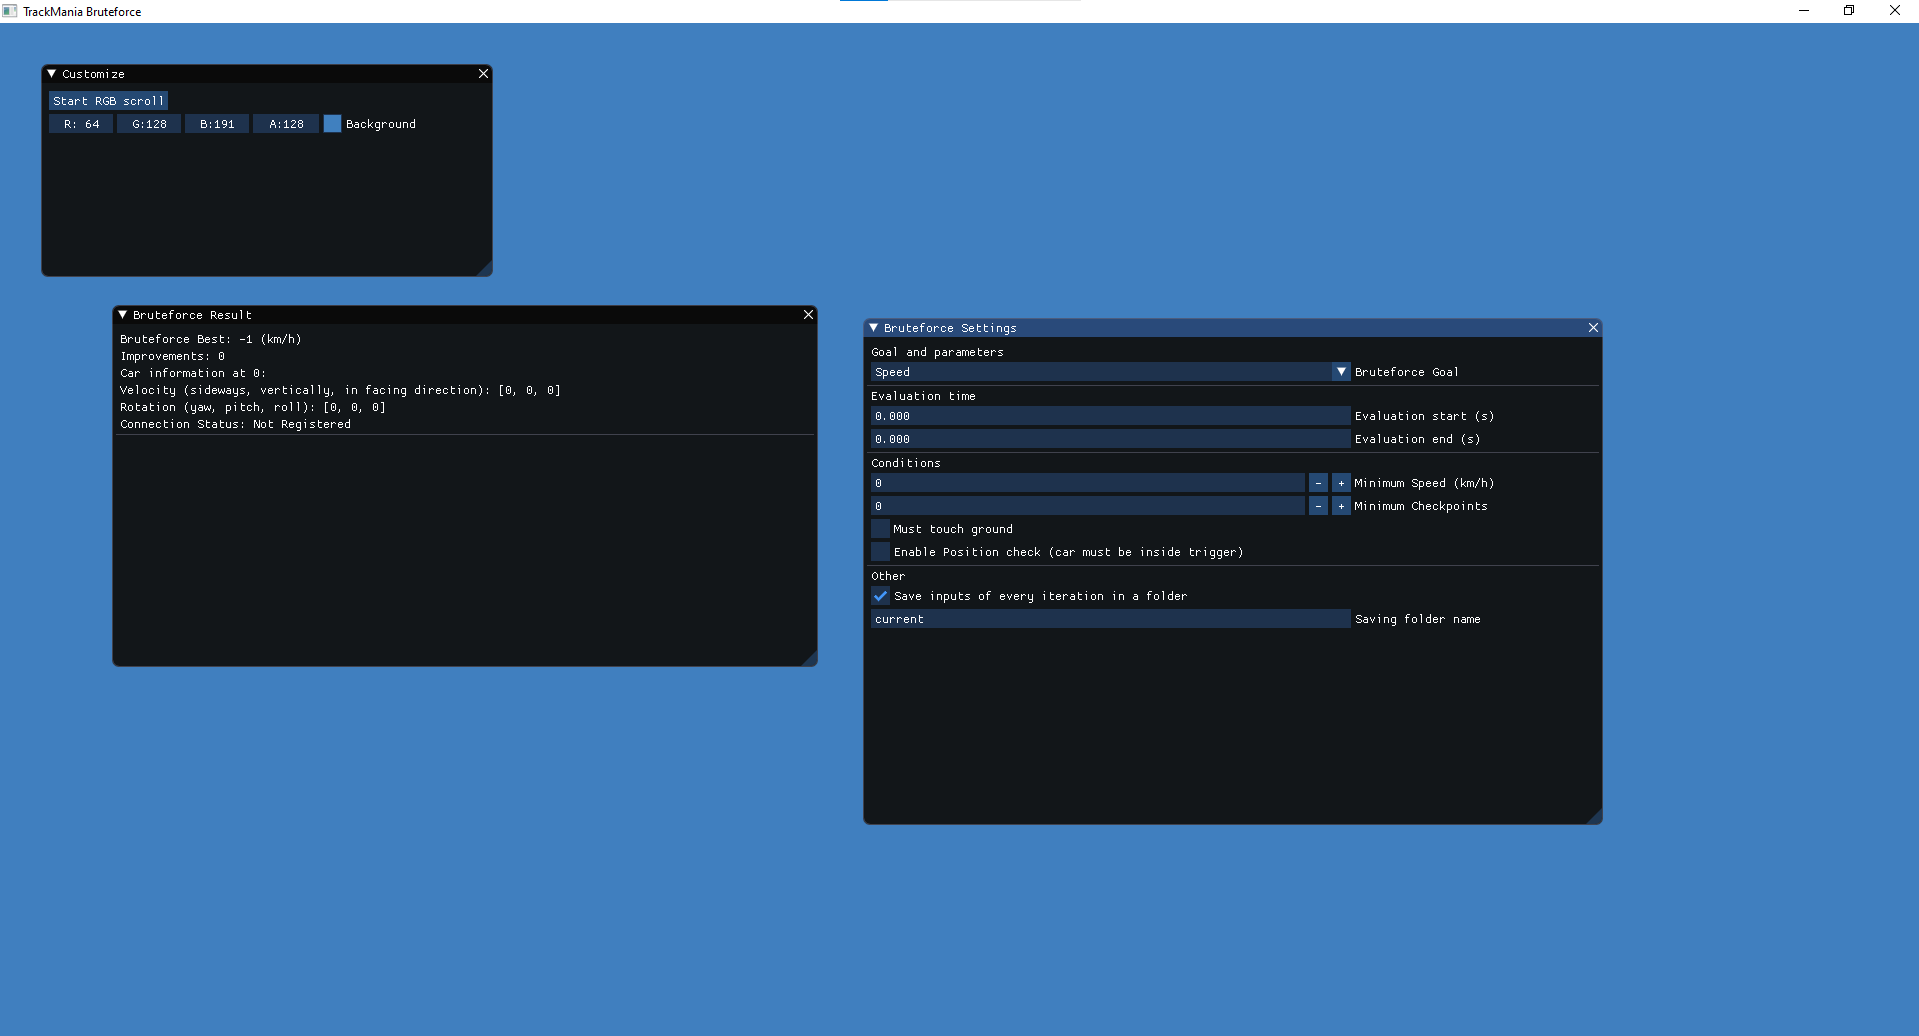 TrackMania Bruteforce
Customize
Start RGB scroll
R: 64 G:128 B:191 A:128 Background
Bruteforce Result
Bruteforce Best: -1 (km/h)
Improvements: 0
Car information at 0:
Velocity (sideways, vertically, in facing direction): [0, 0, 0]
Rotation (yaw, pitch, roll): [0, 0, 0]
Connection Status: Not Registered
Bruteforce Settings
Goal and parameters
Speed Bruteforce Goal
Evaluation time
0.000 Evaluation start (s)
0.000 Evaluation end (s)
Conditions
0 - + Minimum Speed (km/h)
0 - + Minimum Checkpoints
Must touch ground
Enable Position check (car must be inside trigger)
Other
Save inputs of every iteration in a folder
current Saving folder name